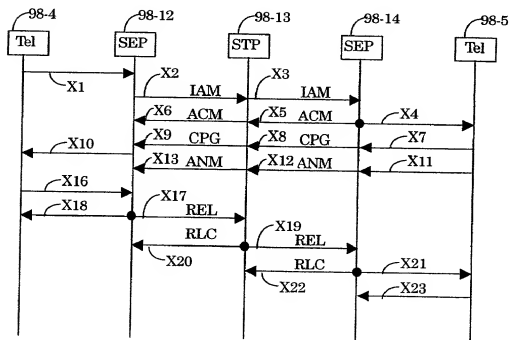 98-4 98-12 98-13 98-14 98-5
Tel SEP STP SEP Tel
X1
X2 IAM X3 IAM
X6 ACM X5 ACM X4
X9 CPG X8 CPG X7
X10 X13 ANM X12 ANM X11
X16
X18 X17 REL
RLC X19 REL
X20 RLC X21
X22 X23